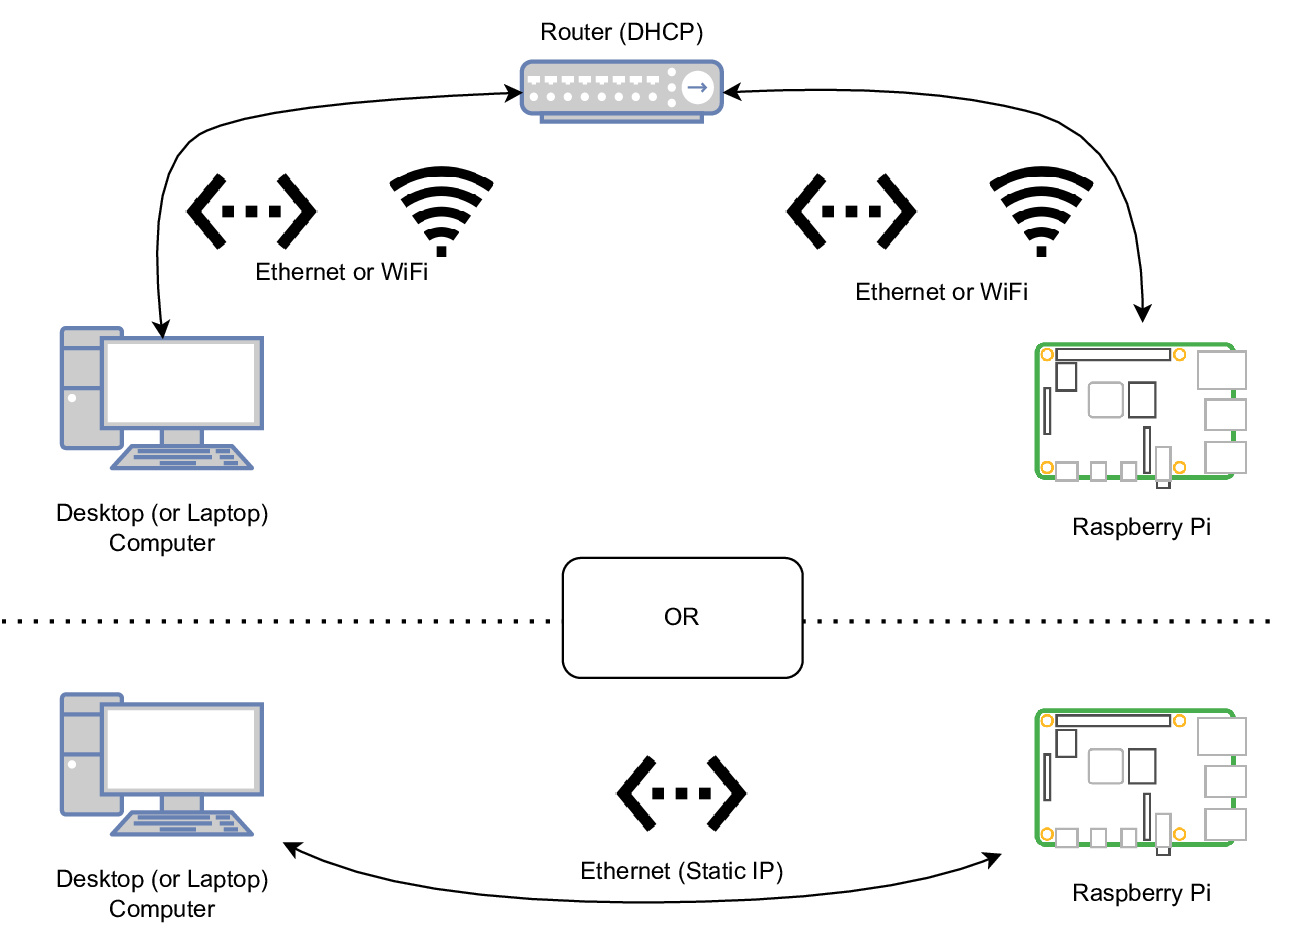 Router (DHCP)
Ethernet or WiFi
Ethernet or WiFi
Desktop (or Laptop)
Computer
Raspberry Pi
OR
Ethernet (Static IP)
Desktop (or Laptop)
Computer
Raspberry Pi